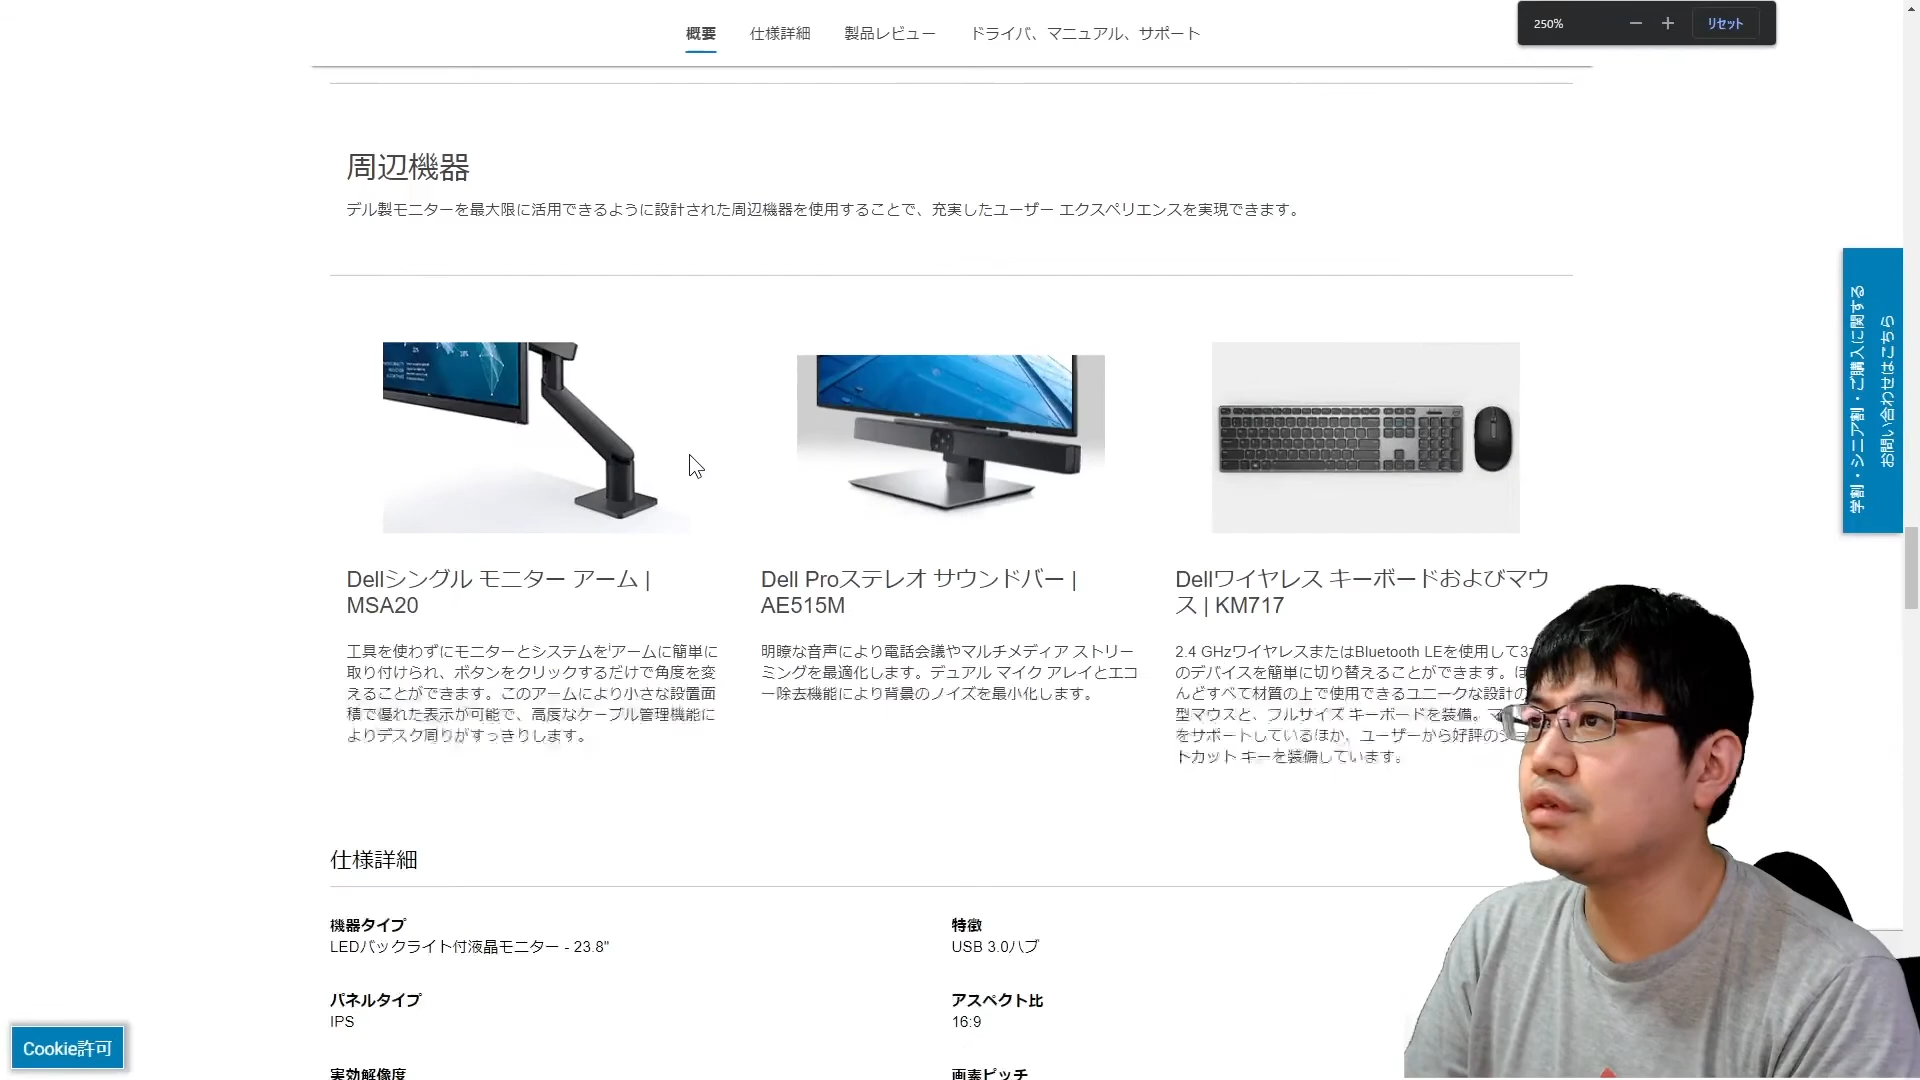 概要 仕様詳細 製品レビュー ドライバ、マニュアル、サポート
250%
リセット
周辺機器
デル製モニターを最大限に活用できるように設計された周辺機器を使用することで、充実したユーザー エクスペリエンスを実現できます。
学割・シニア割・ご購入に関する
お問い合わせはこちら
Dellシングル モニター アーム |
MSA20
工具を使わずにモニターとシステムをアームに簡単に
取り付けられ、ボタンをクリックするだけで角度を変
えることができます。このアームにより小さな設置面
積で優れた表示が可能で、高度なケーブル管理機能に
よりデスク周りがすっきりします。
Dell Proステレオ サウンドバー |
AE515M
明瞭な音声により電話会議やマルチメディア ストリー
ミングを最適化します。デュアル マイク アレイとエコ
ー除去機能により背景のノイズを最小化します。
Dellワイヤレス キーボードおよびマウ
ス | KM717
2.4 GHzワイヤレスまたはBluetooth LEを使用して3
のデバイスを簡単に切り替えることができます。ほ
んどすべて材質の上で使用できるユニークな設計の
型マウスと、フルサイズ キーボードを装備。マ
をサポートしているほか、ユーザーから好評のショ
トカット キーを装備しています。
仕様詳細
機器タイプ
LEDバックライト付液晶モニター - 23.8"
特徴
USB 3.0ハブ
パネルタイプ
IPS
アスペクト比
16:9
実効解像度
画素ピッチ
Cookie許可